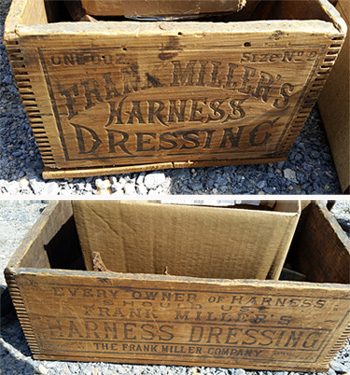 ONE DOZ. SIZE No 2
FRANK MILLER'S
HARNESS
DRESSING
EVERY OWNER OF HARNESS
SHOULD USE
FRANK MILLER'S
HARNESS DRESSING
THE FRANK MILLER COMPANY